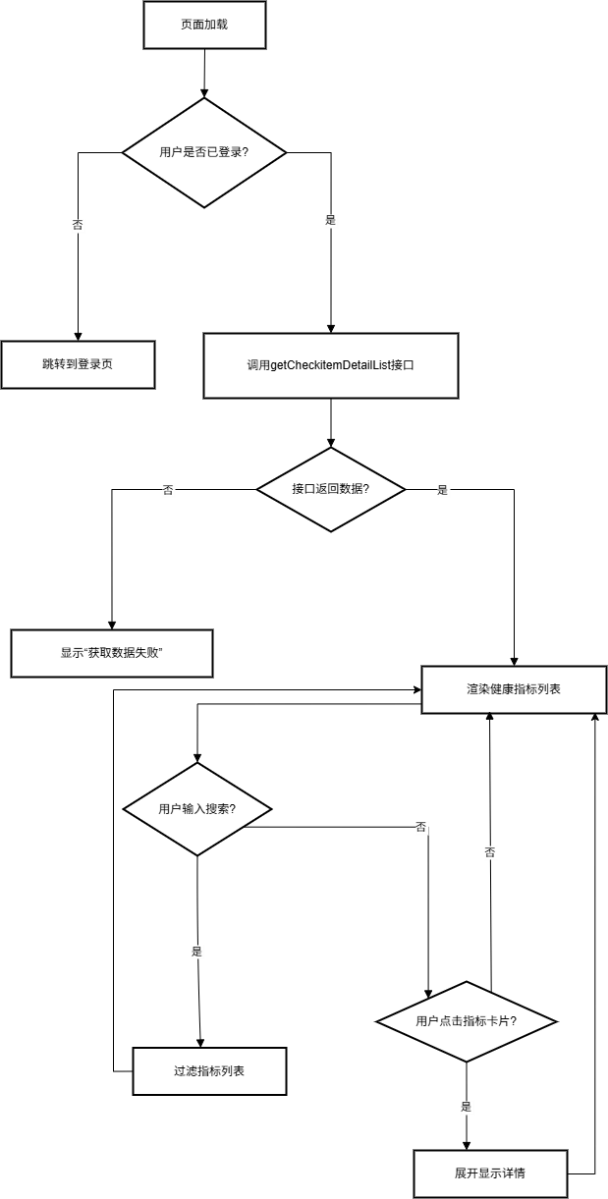 页面加载
用户是否已登录?
否
是
跳转到登录页
调用getCheckitemDetailList接口
接口返回数据?
否
是
显示“获取数据失败”
渲染健康指标列表
用户输入搜索?
否
否
是
用户点击指标卡片?
过滤指标列表
是
展开显示详情